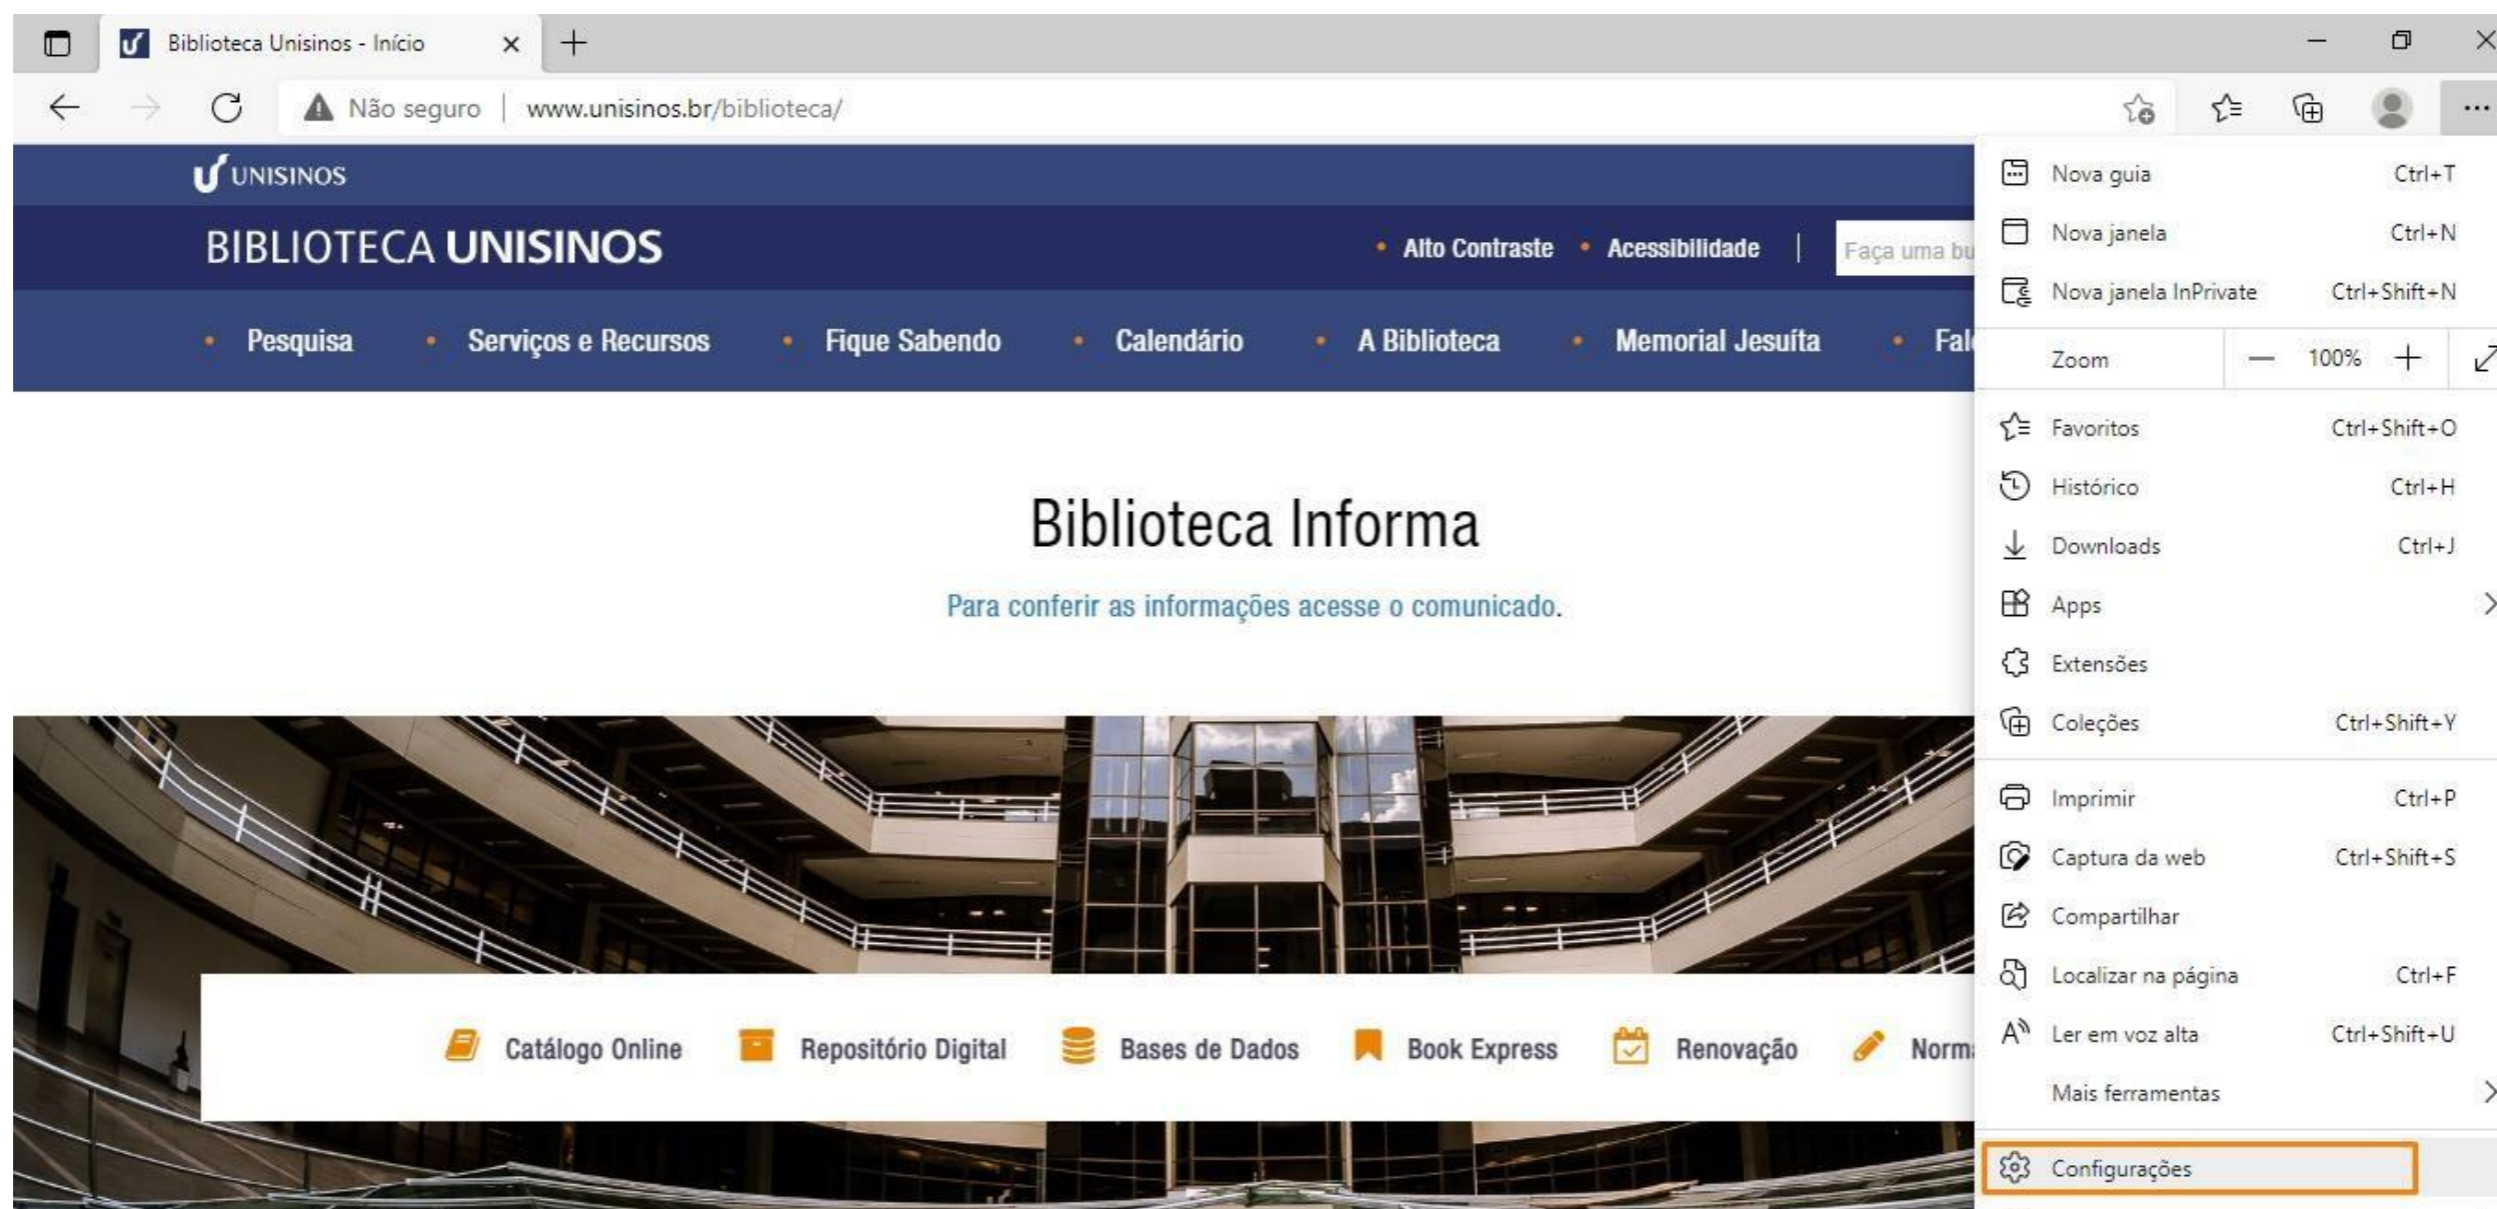 Biblioteca Unisinos - Início
Não seguro | www.unisinos.br/biblioteca/
UNISINOS
BIBLIOTECA UNISINOS
Alto Contraste • Acessibilidade | Faça uma bu
• Pesquisa • Serviços e Recursos • Fique Sabendo • Calendário • A Biblioteca • Memorial Jesuíta •
Biblioteca Informa
Para conferir as informações acesse o comunicado.
Catálogo Online Repositório Digital Bases de Dados Book Express Renovação
Nova guia Ctrl+T
Nova janela Ctrl+N
Nova janela InPrivate Ctrl+Shift+N
Zoom — 100% +
Favoritos Ctrl+Shift+O
Histórico Ctrl+H
Downloads Ctrl+J
Apps
Extensões
Coleções Ctrl+Shift+Y
Imprimir Ctrl+P
Captura da web Ctrl+Shift+S
Compartilhar
Localizar na página Ctrl+F
Ler em voz alta Ctrl+Shift+U
Mais ferramentas
Configurações